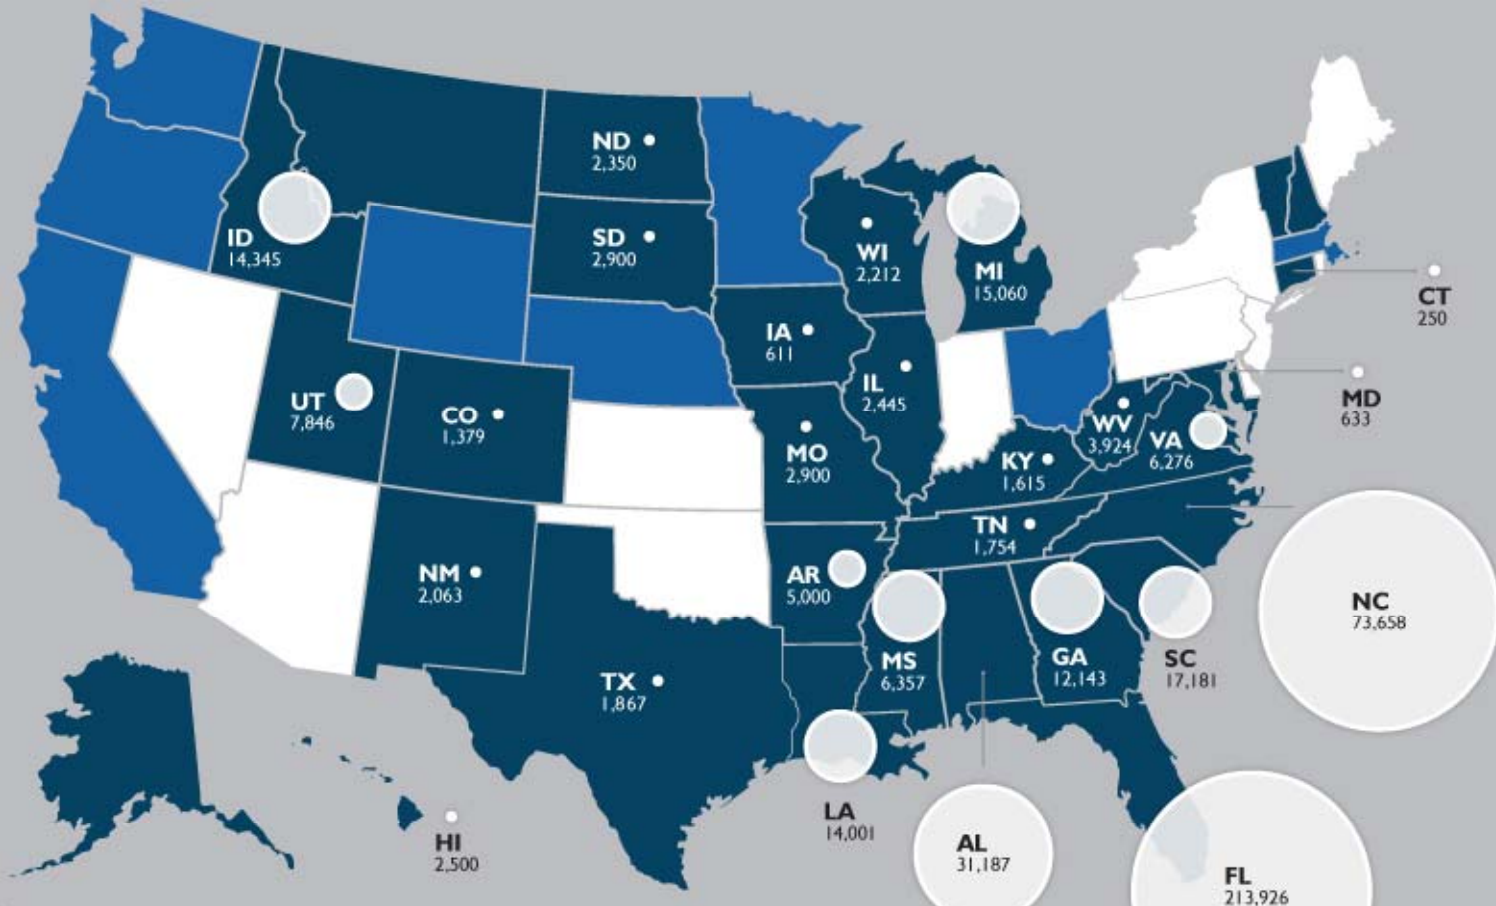 ND
2,350
ID
14,345
SD
2,900
WI
2,212
MI
15,060
CT
250
IA
611
UT
7,846
CO
1,379
IL
2,445
MD
633
MO
2,900
WV
3,924
VA
6,276
KY
1,615
TN
1,754
NM
2,063
AR
5,000
NC
73,658
MS
6,357
GA
12,143
SC
17,181
TX
1,867
LA
14,001
HI
2,500
AL
31,187
FL
213,926